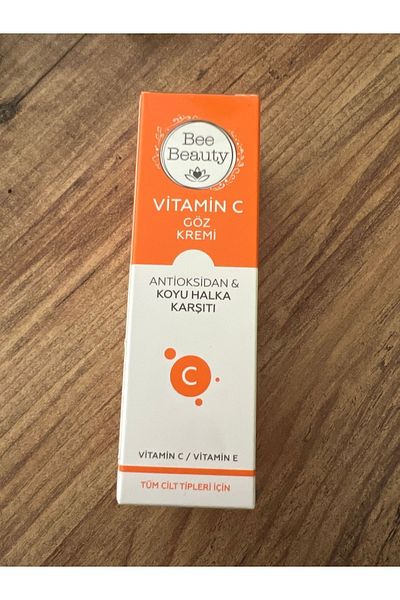 Bee
Beauty
VİTAMİN C
GÖZ
KREMİ
ANTİOKSİDAN &
KOYU HALKA
KARŞITI
C
VİTAMİN C / VİTAMİN E
TÜM CİLT TİPLERİ İÇİN